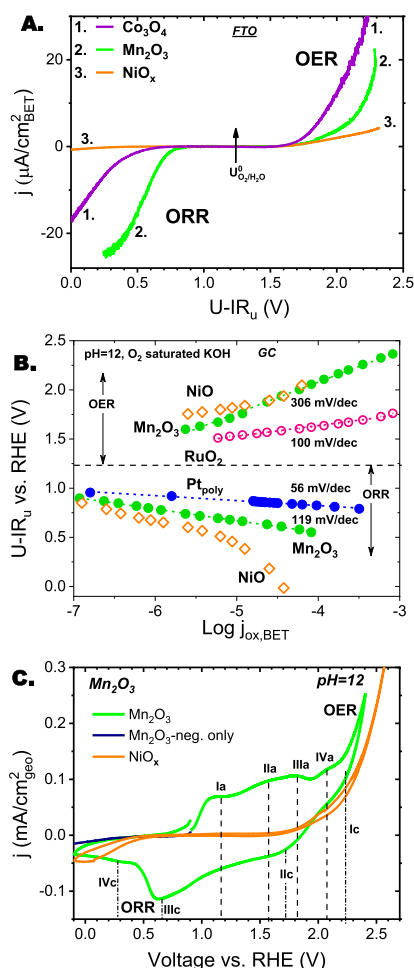 A.
1. Co₃O₄
2. Mn₂O₃
3. NiOₓ
FTO
OER
1.
2.
3.
3.
1.
2.
ORR
U⁰O₂/H₂O
j (µA/cm²BET)
20
0
-20
0.0 0.5 1.0 1.5 2.0 2.5
U-IRᵤ (V)
B.
pH=12, O₂ saturated KOH
GC
OER
NiO
Mn₂O₃
306 mV/dec
100 mV/dec
RuO₂
Ptpoly
56 mV/dec
ORR
119 mV/dec
Mn₂O₃
NiO
U-IRᵤ vs. RHE (V)
2.5
2.0
1.5
1.0
0.5
0.0
-7 -6 -5 -4 -3
Log jox,BET
C.
Mn₂O₃
pH=12
Mn₂O₃
Mn₂O₃-neg. only
NiOₓ
OER
Ia
IIa
IIIa
IVa
Ic
IVc
ORR
IIIc
IIc
j (mA/cm²geo)
0.3
0.2
0.1
0.0
-0.1
0.0 0.5 1.0 1.5 2.0 2.5
Voltage vs. RHE (V)